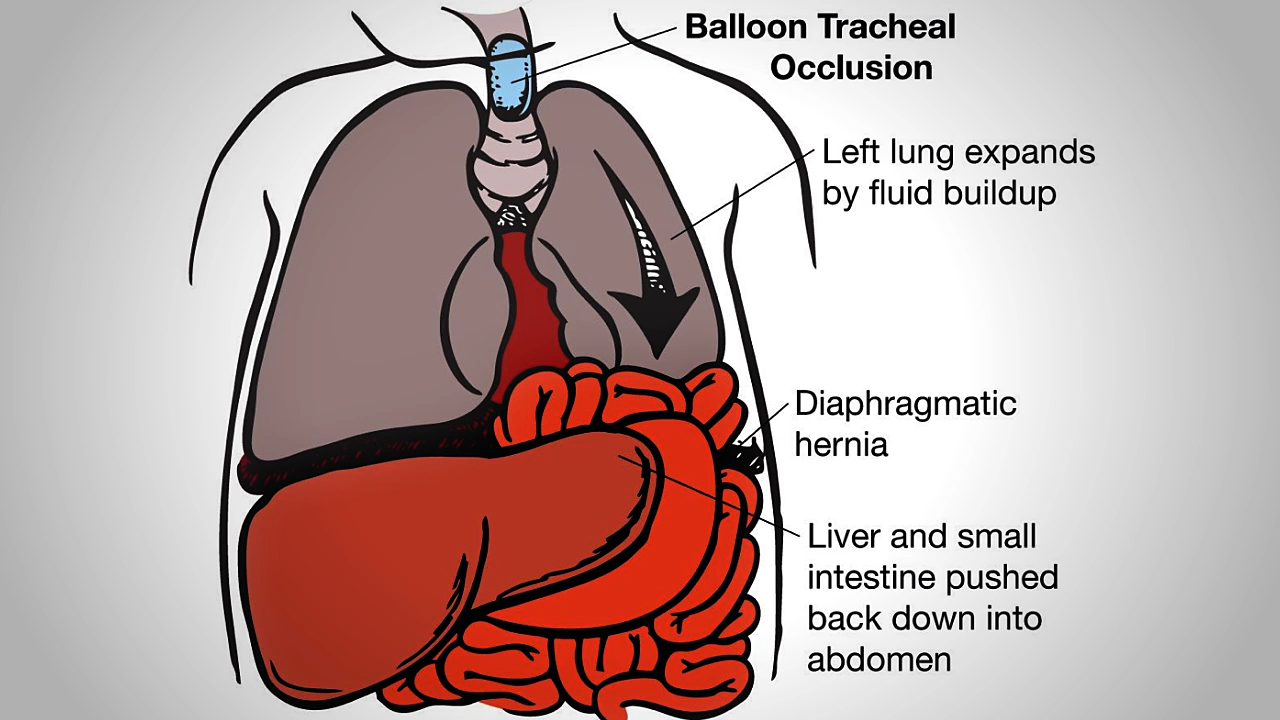 Balloon Tracheal
Occlusion
Left lung expands
by fluid buildup
Diaphragmatic
hernia
Liver and small
intestine pushed
back down into
abdomen